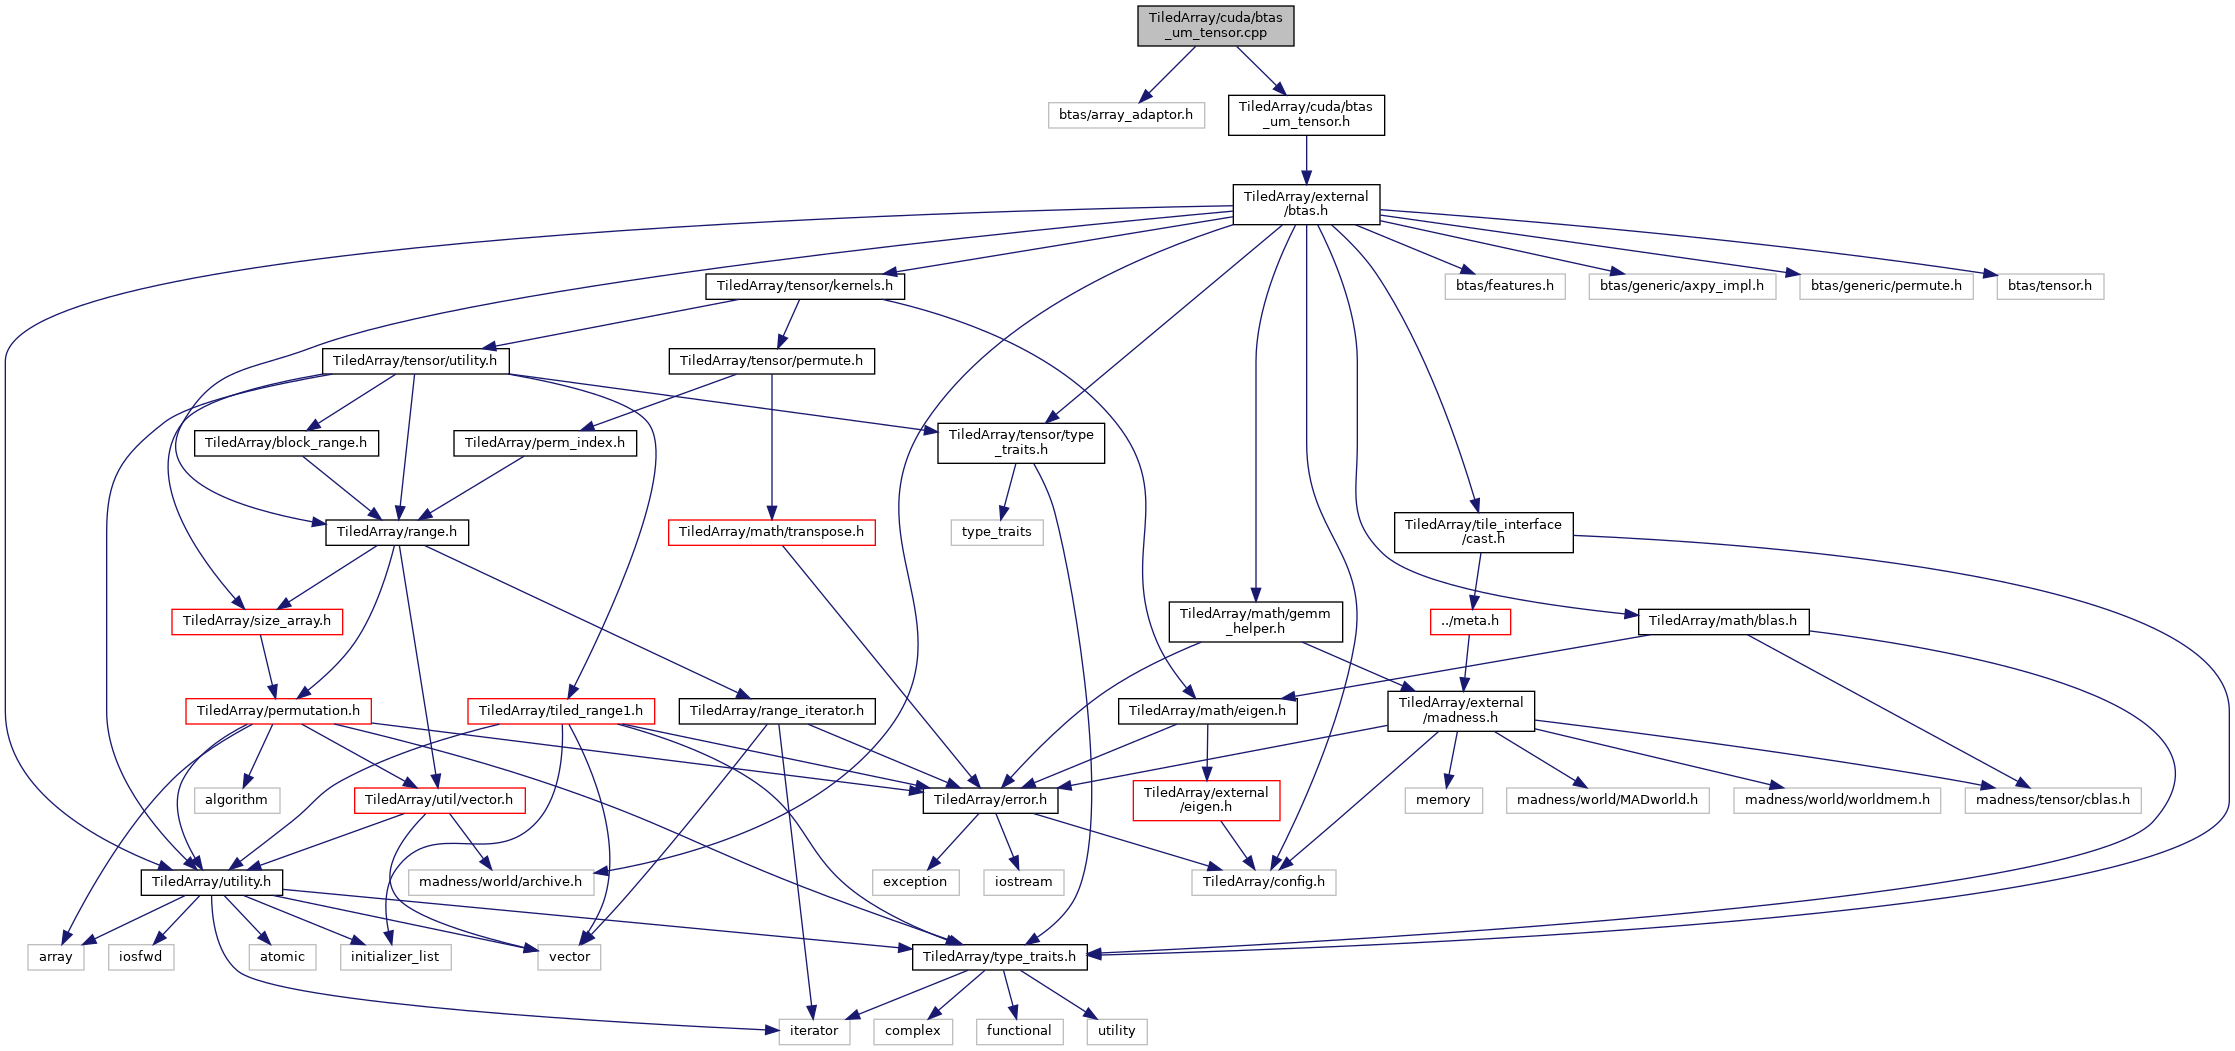 TiledArray/cuda/btas
_um_tensor.cpp
btas/array_adaptor.h
TiledArray/cuda/btas
_um_tensor.h
TiledArray/external
/btas.h
TiledArray/tensor/kernels.h
btas/features.h
btas/generic/axpy_impl.h
btas/generic/permute.h
btas/tensor.h
TiledArray/tensor/utility.h
TiledArray/tensor/permute.h
TiledArray/block_range.h
TiledArray/perm_index.h
TiledArray/tensor/type
_traits.h
TiledArray/range.h
TiledArray/math/transpose.h
type_traits
TiledArray/tile_interface
/cast.h
TiledArray/size_array.h
TiledArray/math/gemm
_helper.h
../meta.h
TiledArray/math/blas.h
TiledArray/permutation.h
TiledArray/tiled_range1.h
TiledArray/range_iterator.h
TiledArray/math/eigen.h
TiledArray/external
/madness.h
algorithm
TiledArray/util/vector.h
TiledArray/error.h
TiledArray/external
/eigen.h
memory
madness/world/MADworld.h
madness/world/worldmem.h
madness/tensor/cblas.h
TiledArray/utility.h
madness/world/archive.h
exception
iostream
TiledArray/config.h
array
iosfwd
atomic
initializer_list
vector
TiledArray/type_traits.h
iterator
complex
functional
utility